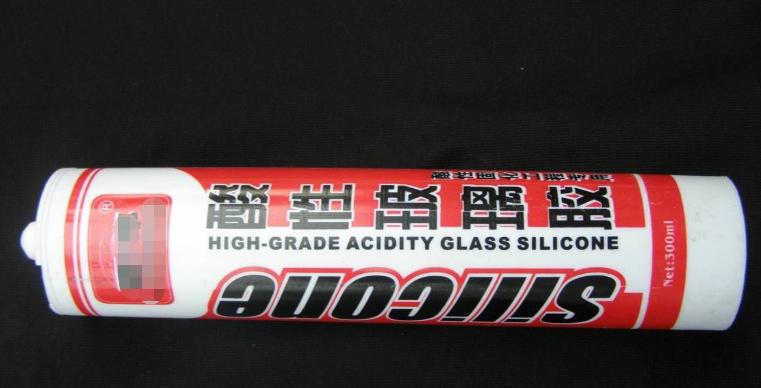 酸性玻璃胶
HIGH-GRADE ACIDITY GLASS SILICONE
Silicone
Net:300ml
®